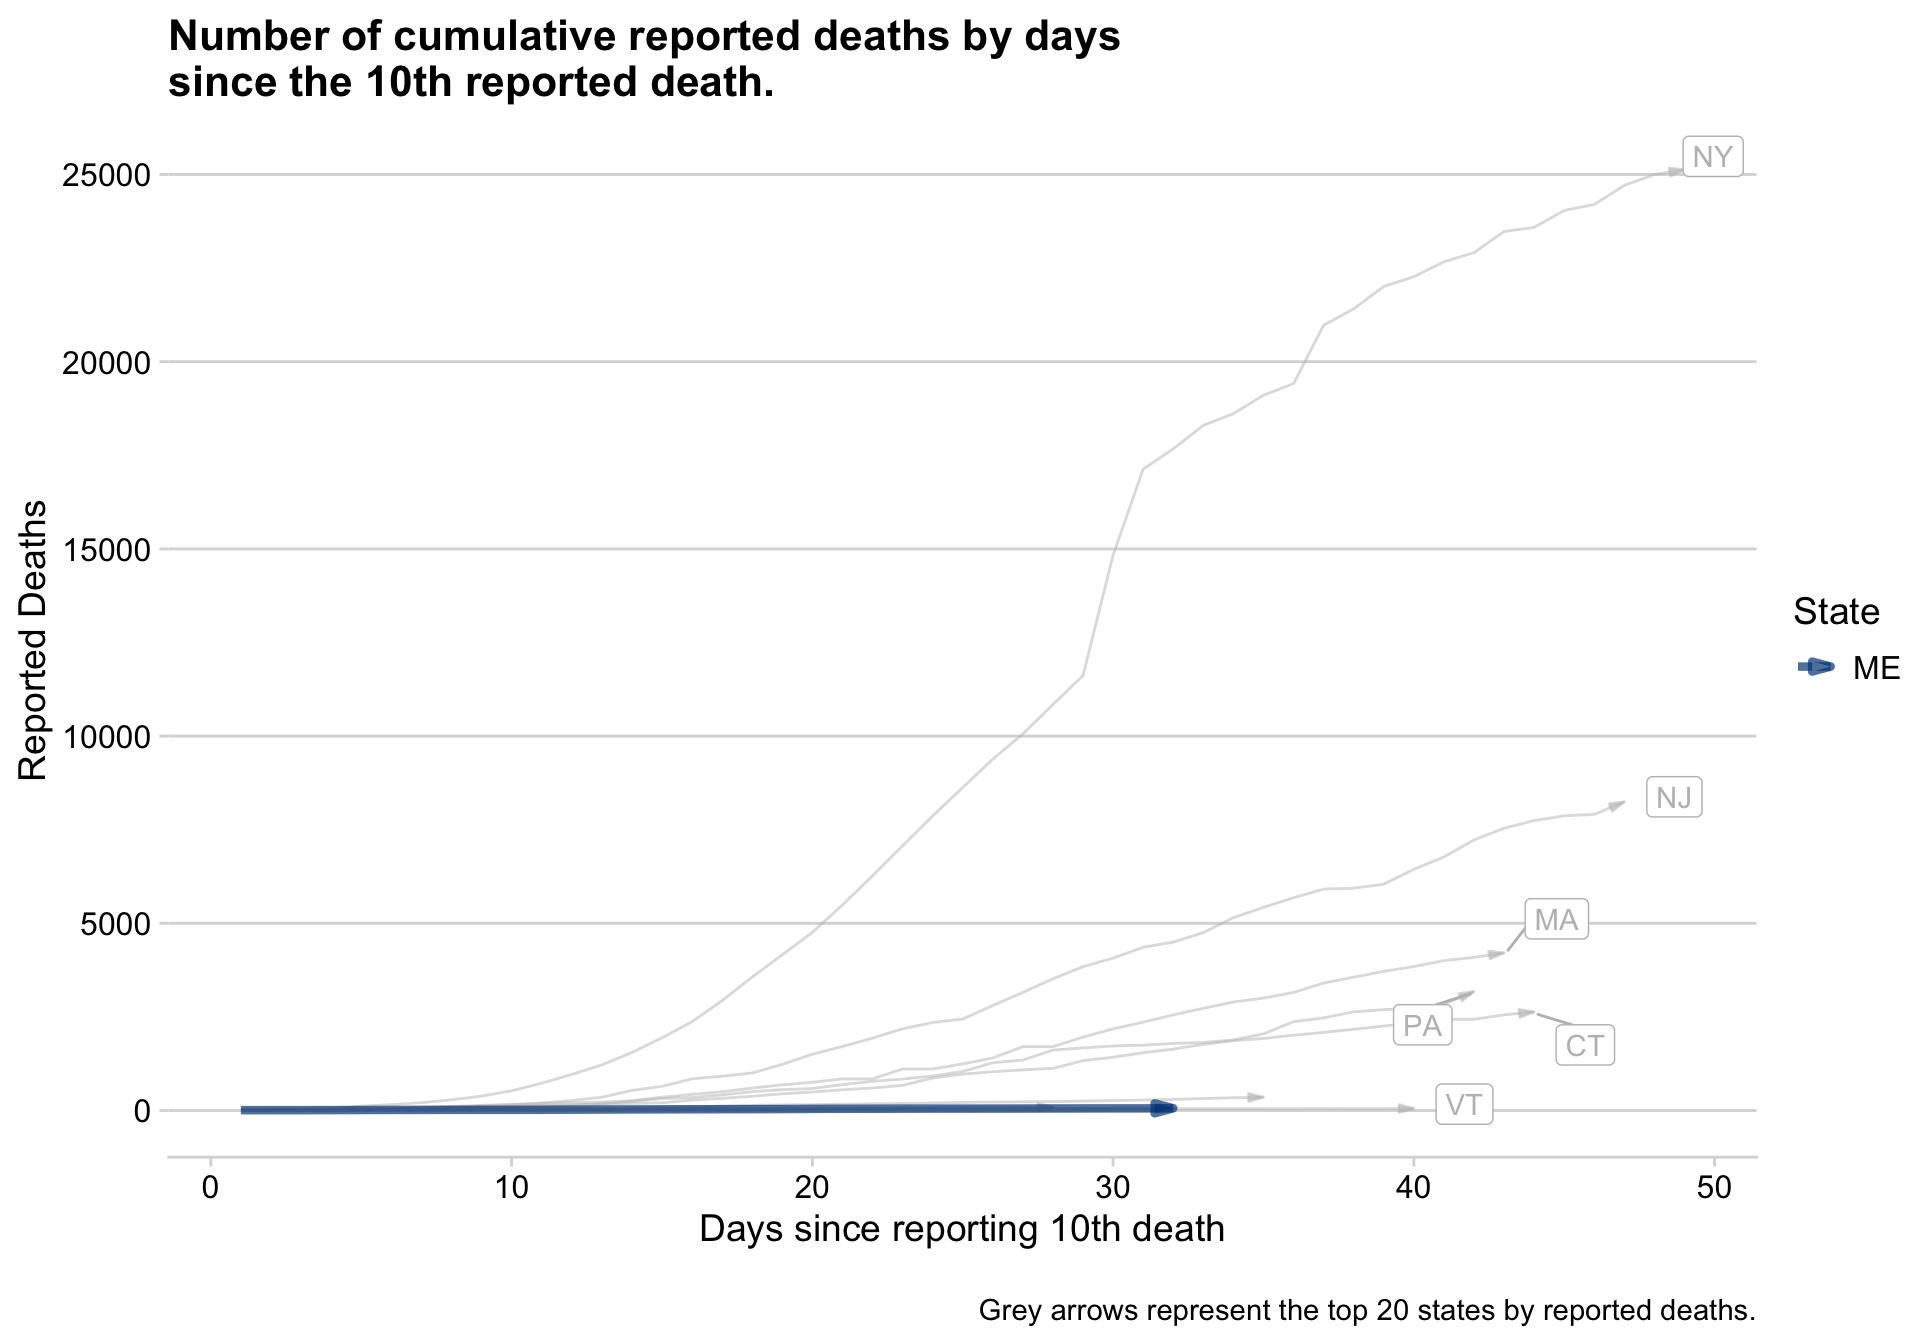 Number of cumulative reported deaths by days
since the 10th reported death.
25000
20000
15000
10000
5000
0
Reported Deaths
NY
NJ
MA
PA
CT
VT
State
ME
0 10 20 30 40 50
Days since reporting 10th death
Grey arrows represent the top 20 states by reported deaths.